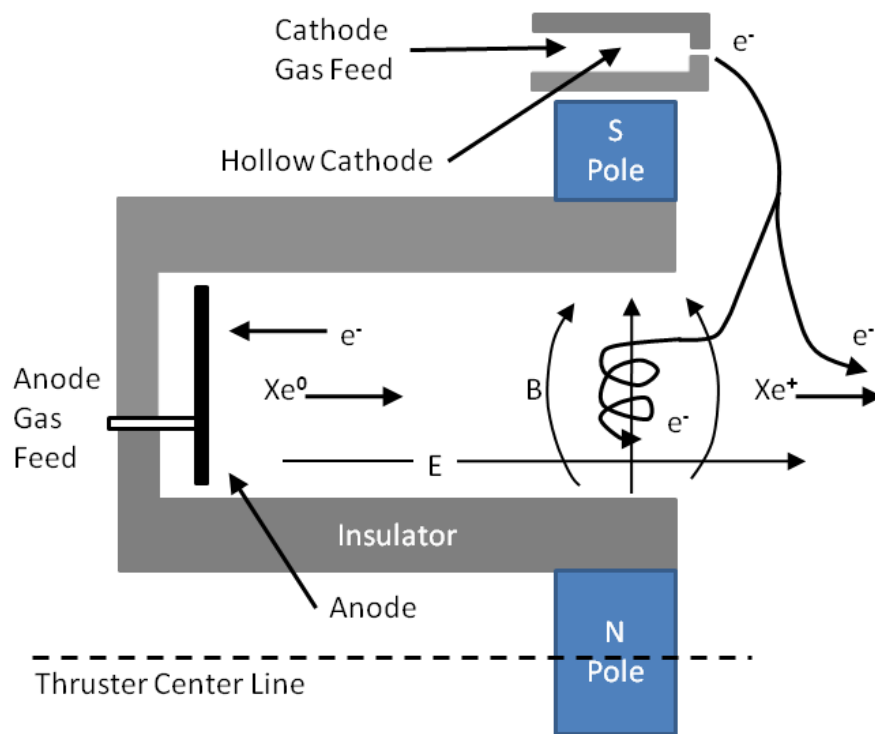 Cathode
Gas Feed
e⁻
S
Pole
Hollow Cathode
e⁻
e⁻
Anode
Gas
Feed
Xe⁰
B
Xe⁺
e⁻
E
Insulator
Anode
N
Pole
Thruster Center Line